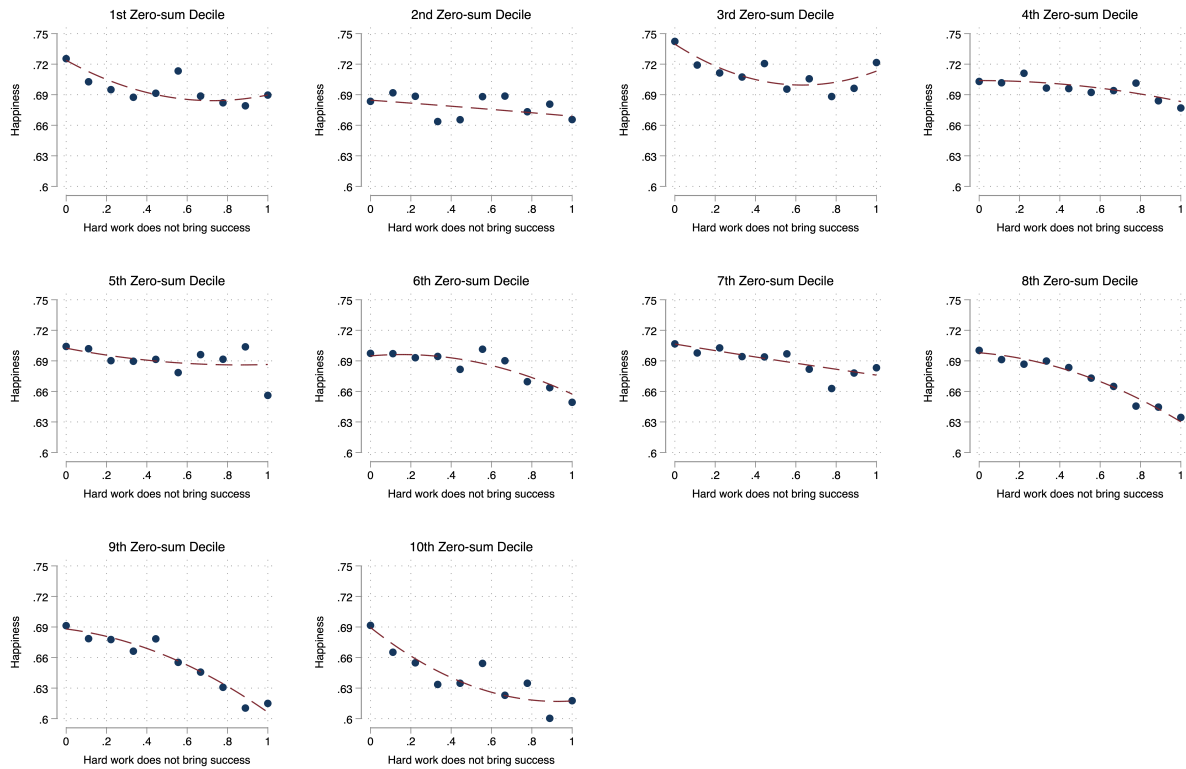 1st Zero-sum Decile
2nd Zero-sum Decile
3rd Zero-sum Decile
4th Zero-sum Decile
.75
.72
.69
.66
.63
.6
Happiness
0 .2 .4 .6 .8 1
Hard work does not bring success
.75
.72
.69
.66
.63
.6
Happiness
0 .2 .4 .6 .8 1
Hard work does not bring success
.75
.72
.69
.66
.63
.6
Happiness
0 .2 .4 .6 .8 1
Hard work does not bring success
.75
.72
.69
.66
.63
.6
Happiness
0 .2 .4 .6 .8 1
Hard work does not bring success
5th Zero-sum Decile
6th Zero-sum Decile
7th Zero-sum Decile
8th Zero-sum Decile
.75
.72
.69
.66
.63
.6
Happiness
0 .2 .4 .6 .8 1
Hard work does not bring success
.75
.72
.69
.66
.63
.6
Happiness
0 .2 .4 .6 .8 1
Hard work does not bring success
.75
.72
.69
.66
.63
.6
Happiness
0 .2 .4 .6 .8 1
Hard work does not bring success
.75
.72
.69
.66
.63
.6
Happiness
0 .2 .4 .6 .8 1
Hard work does not bring success
9th Zero-sum Decile
10th Zero-sum Decile
.75
.72
.69
.66
.63
.6
Happiness
0 .2 .4 .6 .8 1
Hard work does not bring success
.75
.72
.69
.66
.63
.6
Happiness
0 .2 .4 .6 .8 1
Hard work does not bring success